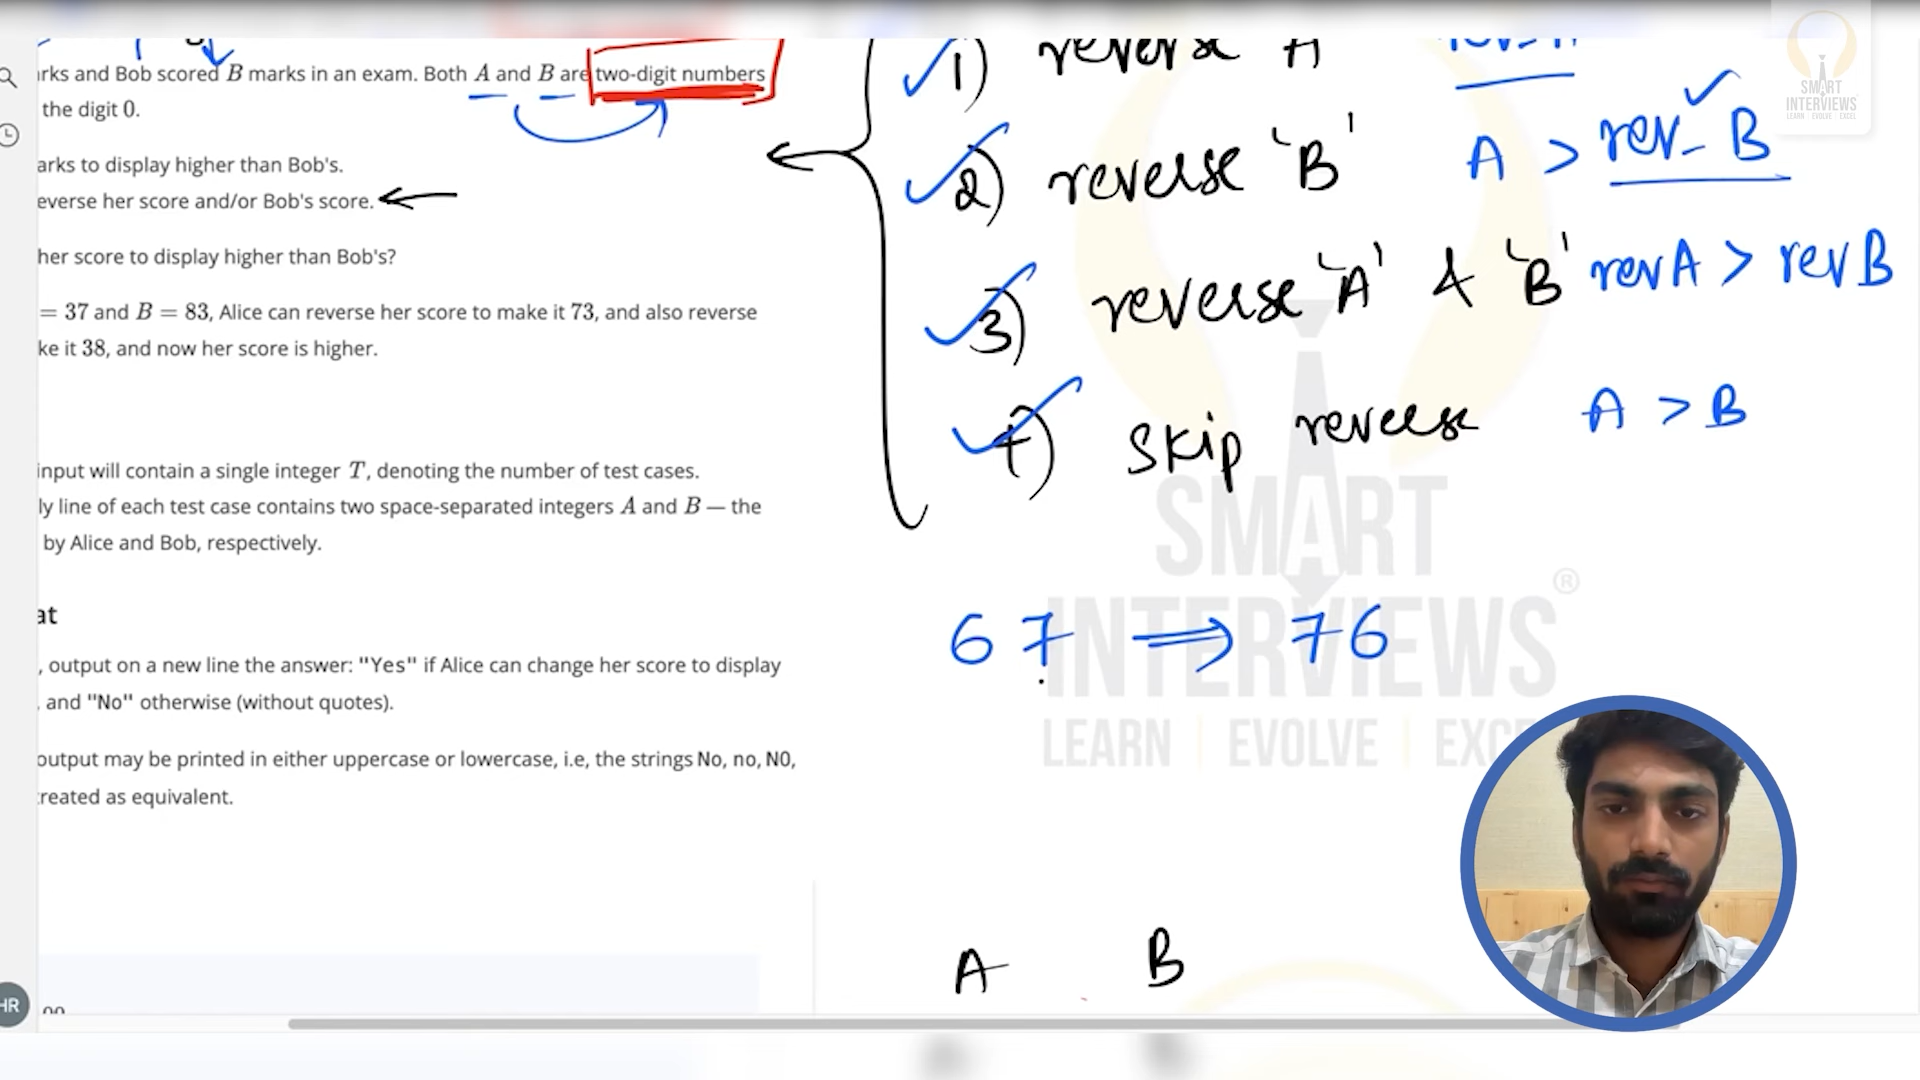 rks and Bob scored B marks in an exam. Both A and B are two-digit numbers
the digit 0.
arks to display higher than Bob's.
everse her score and/or Bob's score.
her score to display higher than Bob's?
= 37 and B = 83, Alice can reverse her score to make it 73, and also reverse
ke it 38, and now her score is higher.
input will contain a single integer T, denoting the number of test cases.
ly line of each test case contains two space-separated integers A and B — the
by Alice and Bob, respectively.
at
, output on a new line the answer: "Yes" if Alice can change her score to display
, and "No" otherwise (without quotes).
output may be printed in either uppercase or lowercase, i.e, the strings No, no, NO,
reated as equivalent.
HR
1) reverse 'A'
2) reverse 'B' A > rev_B
3) reverse 'A' & 'B' revA > revB
4) skip reverse A > B
67 ⇒ 76
A B
SMART
INTERVIEWS
LEARN | EVOLVE | EXCEL
SMART
INTERVIEWS®
LEARN | EVOLVE | EXC